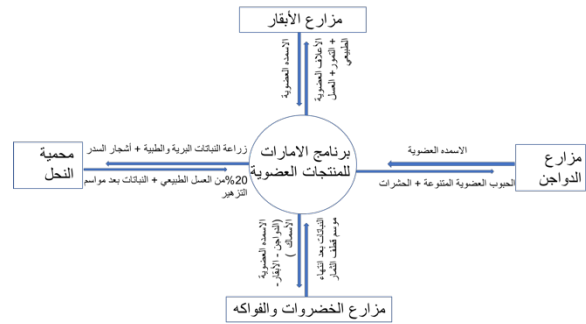 مزارع الأبقار
الاسمده العضوية
الأعلاف العضوية
+ التمور + العسل
الطبيعي
زراعة النباتات البرية والطبية + أشجار السدر
محمية
النحل
20%من العسل الطبيعي + النباتات بعد مواسم
التزهير
برنامج الامارات
للمنتجات العضوية
الاسمده العضوية
مزارع
الدواجن
الحبوب العضوية المتنوعة + الحشرات
الاسمده العضوية
(الدواجن - الابقار-
الأسماك )
النباتات بعد انتهاء
موسم قطف الثمار
مزارع الخضروات والفواكه